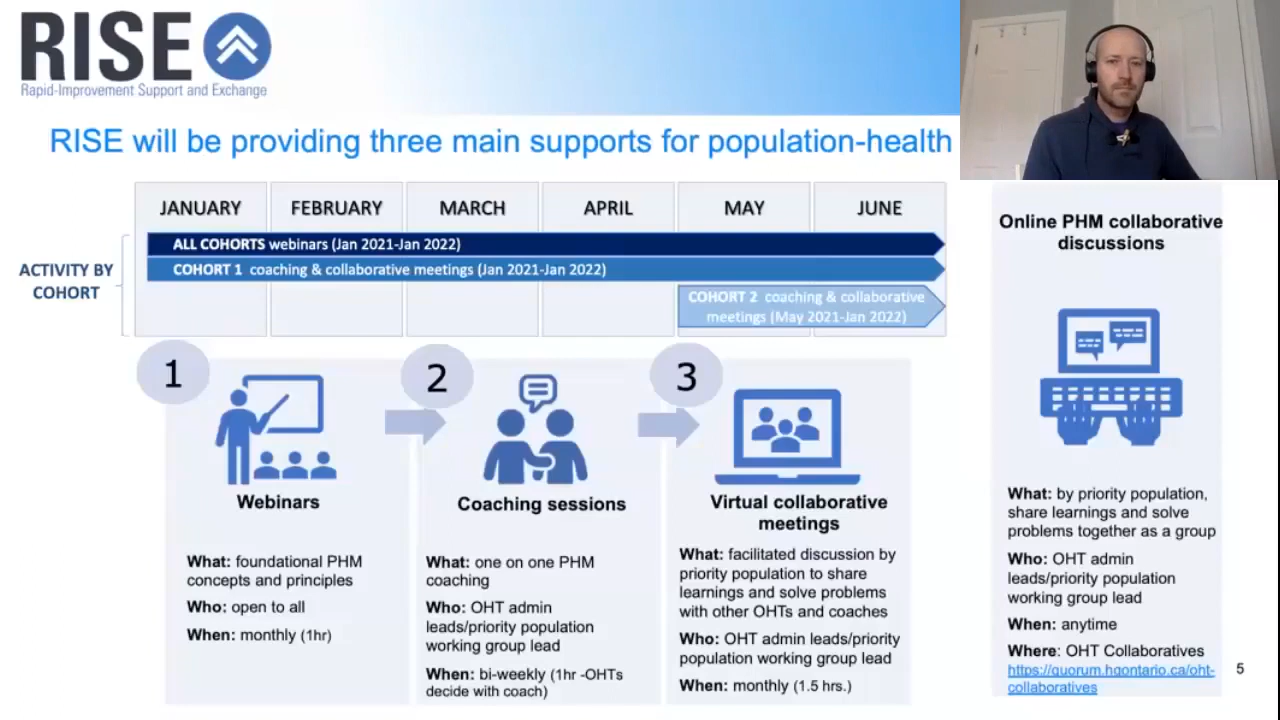 RISE
Rapid-Improvement Support and Exchange
RISE will be providing three main supports for population-health
JANUARY
FEBRUARY
MARCH
APRIL
MAY
JUNE
ACTIVITY BY
COHORT
ALL COHORTS webinars (Jan 2021-Jan 2022)
COHORT 1 coaching & collaborative meetings (Jan 2021-Jan 2022)
COHORT 2 coaching & collaborative
meetings (May 2021-Jan 2022)
1
Webinars
What: foundational PHM
concepts and principles
Who: open to all
When: monthly (1hr)
2
Coaching sessions
What: one on one PHM
coaching
Who: OHT admin
leads/priority population
working group lead
When: bi-weekly (1hr -OHTs
decide with coach)
3
Virtual collaborative
meetings
What: facilitated discussion by
priority population to share
learnings and solve problems
with other OHTs and coaches
Who: OHT admin leads/priority
population working group lead
When: monthly (1.5 hrs.)
Online PHM collaborative
discussions
What: by priority population,
share learnings and solve
problems together as a group
Who: OHT admin
leads/priority population
working group lead
When: anytime
Where: OHT Collaboratives
https://quorum.hqontario.ca/oht-
collaboratives
5